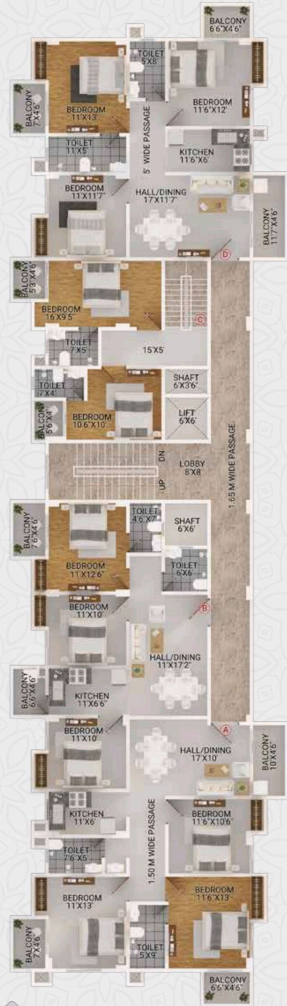 BALCONY
6'6"X4'6"
TOILET
5'X8'
BEDROOM
11'X13'
BEDROOM
11'6"X12'
BALCONY
7'X4'6"
5' WIDE PASSAGE
TOILET
11'X5'
KITCHEN
11'6"X6'
BEDROOM
11'X11'7"
HALL/DINING
17'X11'7"
BALCONY
11'7"X4'6"
D
BALCONY
5'3"X4'6"
BEDROOM
16'X9'5"
C
TOILET
7'X5'
15'X5'
TOILET
7'X4'
SHAFT
6'X3'6"
BEDROOM
10'6"X10'
LIFT
6'X6'
BALCONY
5'6"X4'
1.65 M WIDE PASSAGE
LOBBY
8'X8'
UP
DN
TOILET
4'6"X7'
SHAFT
6'X6'
BALCONY
7'6"X4'6"
BEDROOM
11'X12'6"
TOILET
6'X6'
BEDROOM
11'X10'
B
HALL/DINING
11'X17'2"
BALCONY
6'6"X4'6"
KITCHEN
11'X6'6"
A
BEDROOM
11'X10'
HALL/DINING
17'X10'
BALCONY
10'X4'6"
KITCHEN
11'X6'
BEDROOM
11'6"X10'6"
1.50 M WIDE PASSAGE
TOILET
7'6"X5'
BEDROOM
11'X13'
BEDROOM
11'6"X13'
BALCONY
7'X4'6"
TOILET
5'X9'
BALCONY
6'6"X4'6"